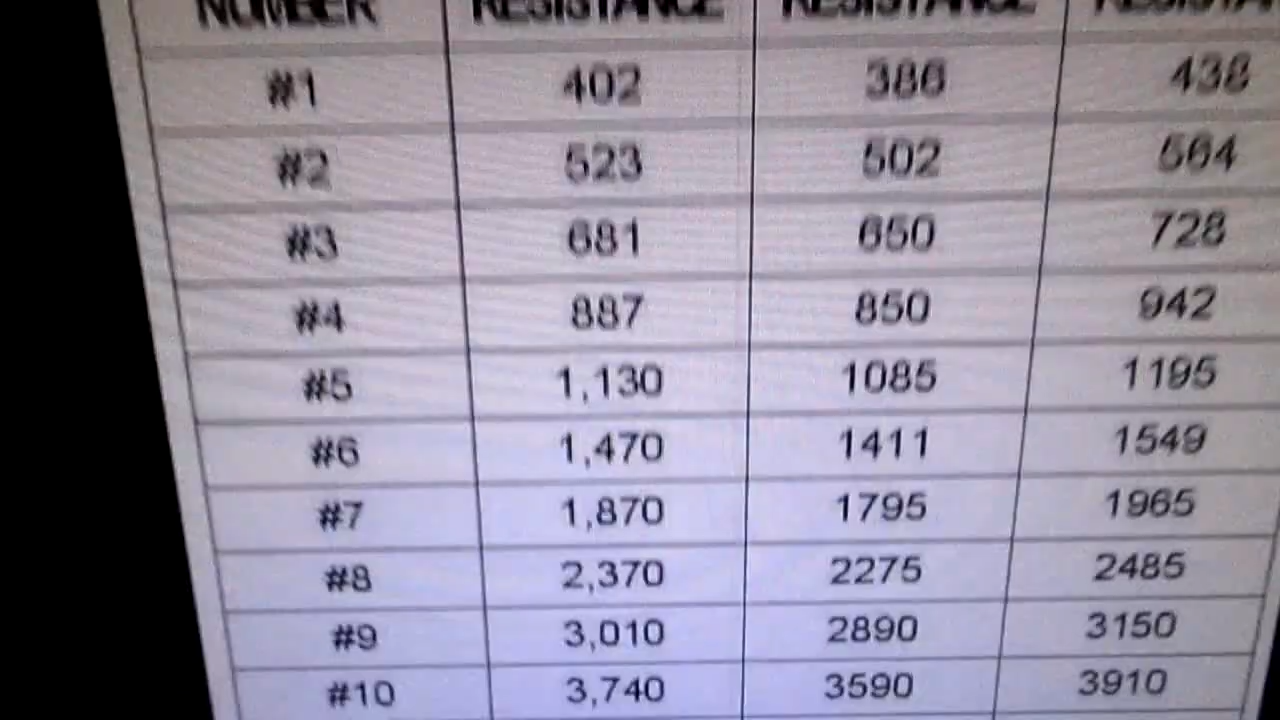 NUMBER RESISTANCE RESISTANCE RESISTA
#1 402 386 438
#2 523 502 564
#3 681 650 728
#4 887 850 942
#5 1,130 1085 1195
#6 1,470 1411 1549
#7 1,870 1795 1965
#8 2,370 2275 2485
#9 3,010 2890 3150
#10 3,740 3590 3910